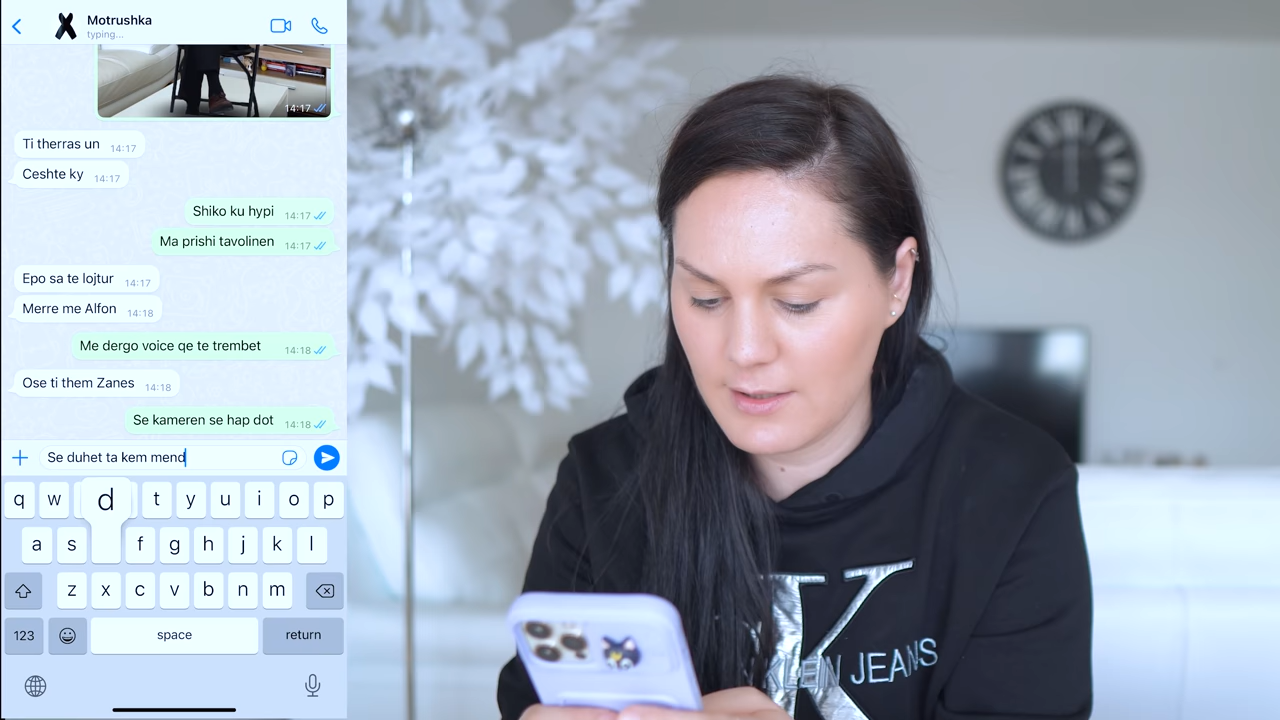 Motrushka
typing...
14:17
Ti therras un 14:17
Ceshte ky 14:17
Shiko ku hypi 14:17
Ma prishi tavolinen 14:17
Epo sa te lojtur 14:17
Merre me Alfon 14:18
Me dergo voice qe te trembet 14:18
Ose ti them Zanes 14:18
Se kameren se hap dot 14:18
Se duhet ta kem mend
q w d t y u i o p
a s f g h j k l
z x c v b n m
123 space return
K
KLEIN JEANS